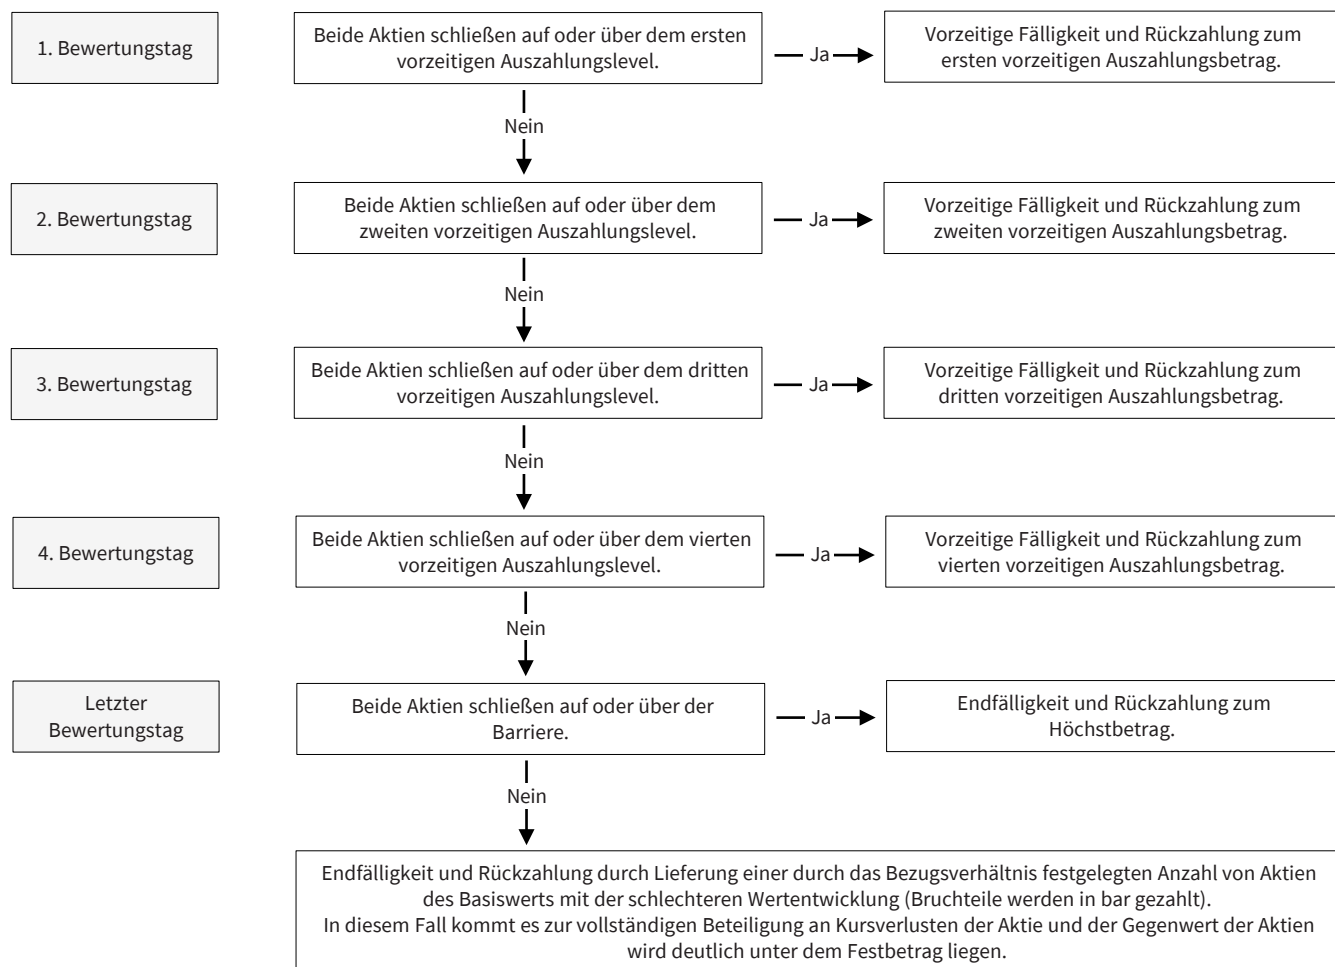 1. Bewertungstag
Beide Aktien schließen auf oder über dem ersten
vorzeitigen Auszahlungslevel.
Ja
Vorzeitige Fälligkeit und Rückzahlung zum
ersten vorzeitigen Auszahlungsbetrag.
Nein
2. Bewertungstag
Beide Aktien schließen auf oder über dem
zweiten vorzeitigen Auszahlungslevel.
Ja
Vorzeitige Fälligkeit und Rückzahlung zum
zweiten vorzeitigen Auszahlungsbetrag.
Nein
3. Bewertungstag
Beide Aktien schließen auf oder über dem dritten
vorzeitigen Auszahlungslevel.
Ja
Vorzeitige Fälligkeit und Rückzahlung zum
dritten vorzeitigen Auszahlungsbetrag.
Nein
4. Bewertungstag
Beide Aktien schließen auf oder über dem vierten
vorzeitigen Auszahlungslevel.
Ja
Vorzeitige Fälligkeit und Rückzahlung zum
vierten vorzeitigen Auszahlungsbetrag.
Nein
Letzter
Bewertungstag
Beide Aktien schließen auf oder über der
Barriere.
Ja
Endfälligkeit und Rückzahlung zum
Höchstbetrag.
Nein
Endfälligkeit und Rückzahlung durch Lieferung einer durch das Bezugsverhältnis festgelegten Anzahl von Aktien
des Basiswerts mit der schlechteren Wertentwicklung (Bruchteile werden in bar gezahlt).
In diesem Fall kommt es zur vollständigen Beteiligung an Kursverlusten der Aktie und der Gegenwert der Aktien
wird deutlich unter dem Festbetrag liegen.